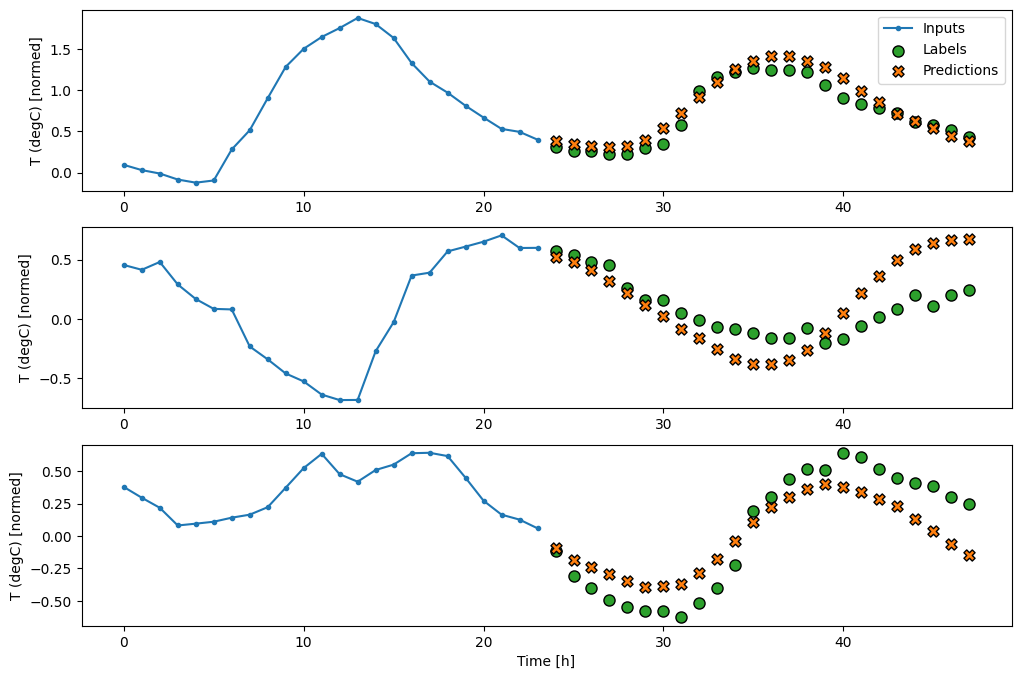 T (degC) [normed]
1.5
1.0
0.5
0.0
Inputs
Labels
Predictions
0 10 20 30 40
T (degC) [normed]
0.5
0.0
−0.5
0 10 20 30 40
T (degC) [normed]
0.50
0.25
0.00
−0.25
−0.50
0 10 20 30 40
Time [h]